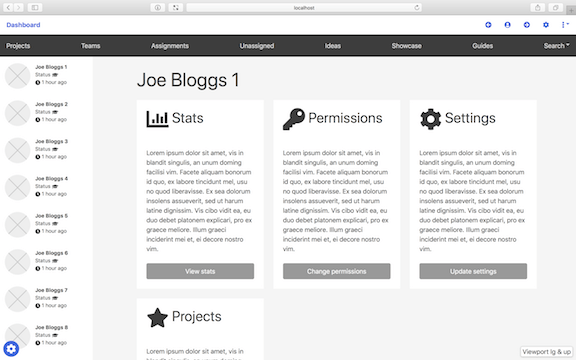 localhost
Dashboard
Projects Teams Assignments Unassigned Ideas Showcase Guides Search
Joe Bloggs 1
Status
1 hour ago
Joe Bloggs 2
Status
1 hour ago
Joe Bloggs 3
Status
1 hour ago
Joe Bloggs 4
Status
1 hour ago
Joe Bloggs 5
Status
1 hour ago
Joe Bloggs 6
Status
1 hour ago
Joe Bloggs 7
Status
1 hour ago
Joe Bloggs 8
Status
1 hour ago
Joe Bloggs 1
Stats
Lorem ipsum dolor sit amet, vis in
blandit singulis, an unum doming
facilisi vim. Facete aliquam bonorum
id quo, ex labore tincidunt mel, usu
no quod liberavisse. Ex sea dolorum
insolens assueverit, sed ut harum
latine dignissim. Vis cibo vidit ea, eu
duo debet platonem explicari, pro ex
graece meliore. Illum graeci
inciderint mei et, ei decore nostro
vim.
View stats
Permissions
Lorem ipsum dolor sit amet, vis in
blandit singulis, an unum doming
facilisi vim. Facete aliquam bonorum
id quo, ex labore tincidunt mel, usu
no quod liberavisse. Ex sea dolorum
insolens assueverit, sed ut harum
latine dignissim. Vis cibo vidit ea, eu
duo debet platonem explicari, pro ex
graece meliore. Illum graeci
inciderint mei et, ei decore nostro
vim.
Change permissions
Settings
Lorem ipsum dolor sit amet, vis in
blandit singulis, an unum doming
facilisi vim. Facete aliquam bonorum
id quo, ex labore tincidunt mel, usu
no quod liberavisse. Ex sea dolorum
insolens assueverit, sed ut harum
latine dignissim. Vis cibo vidit ea, eu
duo debet platonem explicari, pro ex
graece meliore. Illum graeci
inciderint mei et, ei decore nostro
vim.
Update settings
Projects
Lorem ipsum dolor sit amet, vis in
Viewport lg & up